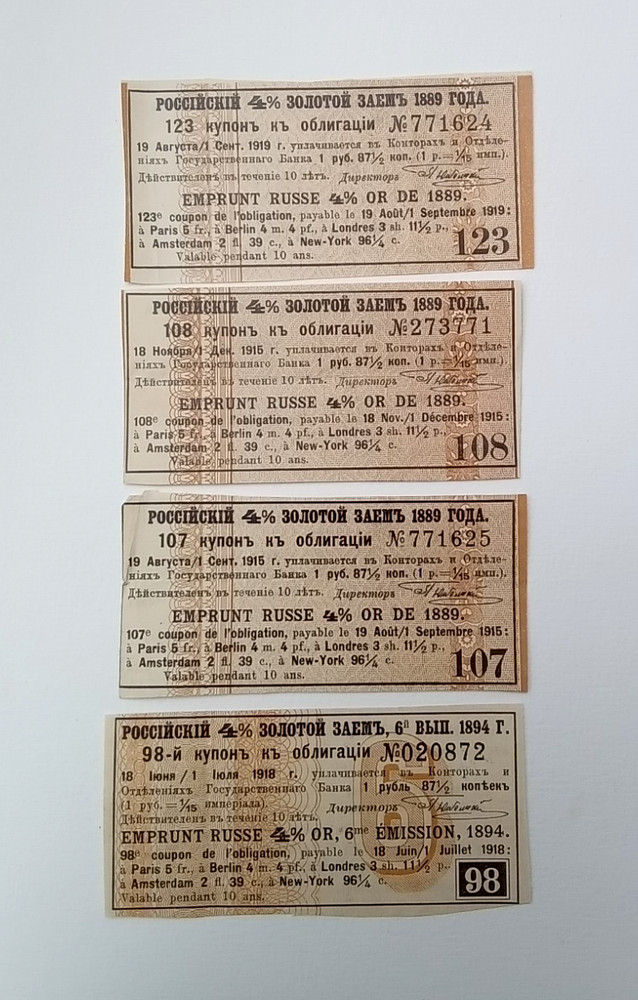 РОССІЙСКІЙ 4% ЗОЛОТОЙ ЗАЕМЪ 1889 ГОДА.
123 купонъ къ облигаціи №771624
19 Августа/1 Сент. 1919 г. уплачивается въ Конторахъ и Отдѣле-
ніяхъ Государственнаго Банка 1 руб. 87½ коп. (1 р.=1/15 имп.).
Дѣйствителенъ въ теченіе 10 лѣтъ. Директоръ
EMPRUNT RUSSE 4% OR DE 1889.
123e coupon de l'obligation, payable le 19 Août/1 Septembre 1919:
à Paris 5 fr., à Berlin 4 m. 4 pf., à Londres 3 sh. 11½ p.,
à Amsterdam 2 fl. 39 c., à New-York 96¼ c.
Valable pendant 10 ans.
123
РОССІЙСКІЙ 4% ЗОЛОТОЙ ЗАЕМЪ 1889 ГОДА.
108 купонъ къ облигаціи №273771
18 Ноября/1 Дек. 1915 г. уплачивается въ Конторахъ и Отдѣле-
ніяхъ Государственнаго Банка 1 руб. 87½ коп. (1 р.=1/15 имп.).
Дѣйствителенъ въ теченіе 10 лѣтъ. Директоръ
EMPRUNT RUSSE 4% OR DE 1889.
108e coupon de l'obligation, payable le 18 Nov./1 Décembre 1915:
à Paris 5 fr., à Berlin 4 m. 4 pf., à Londres 3 sh. 11½ p.,
à Amsterdam 2 fl. 39 c., à New-York 96¼ c.
Valable pendant 10 ans.
108
РОССІЙСКІЙ 4% ЗОЛОТОЙ ЗАЕМЪ 1889 ГОДА.
107 купонъ къ облигаціи №771625
19 Августа/1 Сент. 1915 г. уплачивается въ Конторахъ и Отдѣле-
ніяхъ Государственнаго Банка 1 руб. 87½ коп. (1 р.=1/15 имп.).
Дѣйствителенъ въ теченіе 10 лѣтъ. Директоръ
EMPRUNT RUSSE 4% OR DE 1889.
107e coupon de l'obligation, payable le 19 Août/1 Septembre 1915:
à Paris 5 fr., à Berlin 4 m. 4 pf., à Londres 3 sh. 11½ p.,
à Amsterdam 2 fl. 39 c., à New-York 96¼ c.
Valable pendant 10 ans.
107
РОССІЙСКІЙ 4% ЗОЛОТОЙ ЗАЕМЪ, 6й ВЫП. 1894 Г.
98-й купонъ къ облигаціи №020872
18 Іюня / 1 Іюля 1918 г. уплачивается въ Конторахъ и
Отдѣленіяхъ Государственнаго Банка 1 рубль 87½ копѣекъ
(1 руб.=1/15 имперіала). Директоръ
Дѣйствителенъ въ теченіе 10 лѣтъ.
EMPRUNT RUSSE 4% OR, 6me ÉMISSION, 1894.
98e coupon de l'obligation, payable le 18 Juin/1 Juillet 1918:
à Paris 5 fr., à Berlin 4 m. 4 pf., à Londres 3 sh. 11½ p.,
à Amsterdam 2 fl. 39 c., à New-York 96¼ c.
Valable pendant 10 ans.
98